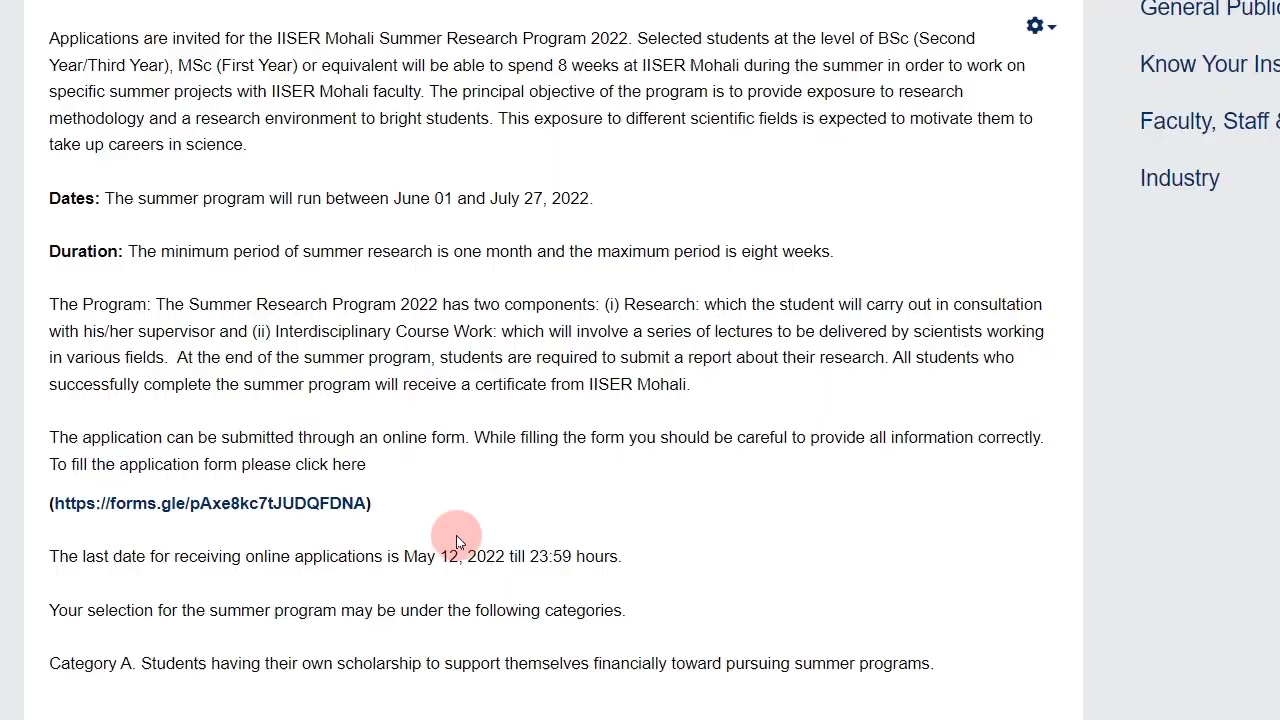 Applications are invited for the IISER Mohali Summer Research Program 2022. Selected students at the level of BSc (Second
Year/Third Year), MSc (First Year) or equivalent will be able to spend 8 weeks at IISER Mohali during the summer in order to work on
specific summer projects with IISER Mohali faculty. The principal objective of the program is to provide exposure to research
methodology and a research environment to bright students. This exposure to different scientific fields is expected to motivate them to
take up careers in science.
Dates: The summer program will run between June 01 and July 27, 2022.
Duration: The minimum period of summer research is one month and the maximum period is eight weeks.
The Program: The Summer Research Program 2022 has two components: (i) Research: which the student will carry out in consultation
with his/her supervisor and (ii) Interdisciplinary Course Work: which will involve a series of lectures to be delivered by scientists working
in various fields. At the end of the summer program, students are required to submit a report about their research. All students who
successfully complete the summer program will receive a certificate from IISER Mohali.
The application can be submitted through an online form. While filling the form you should be careful to provide all information correctly.
To fill the application form please click here
(https://forms.gle/pAxe8kc7tJUDQFDNA)
The last date for receiving online applications is May 12, 2022 till 23:59 hours.
Your selection for the summer program may be under the following categories.
Category A. Students having their own scholarship to support themselves financially toward pursuing summer programs.
General Public
Know Your Ins
Faculty, Staff &
Industry